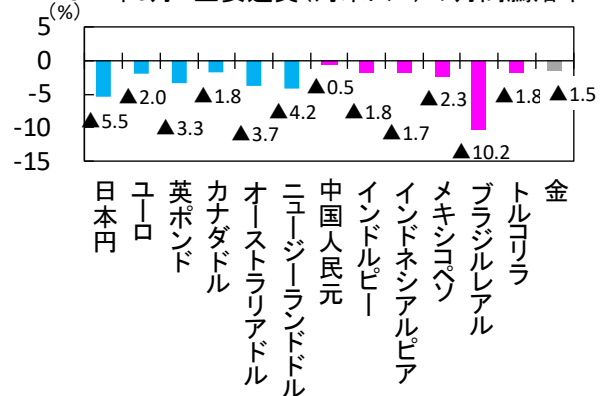 (%)
5
0
-5
-10
-15
▲5.5
▲2.0
▲3.3
▲1.8
▲3.7
▲4.2
▲0.5
▲1.8
▲1.7
▲2.3
▲10.2
▲1.8
▲1.5
日本円
ユーロ
英ポンド
カナダドル
オーストラリアドル
ニュージーランドドル
中国人民元
インドルピー
インドネシアルピア
メキシコペソ
ブラジルレアル
トルコリラ
金